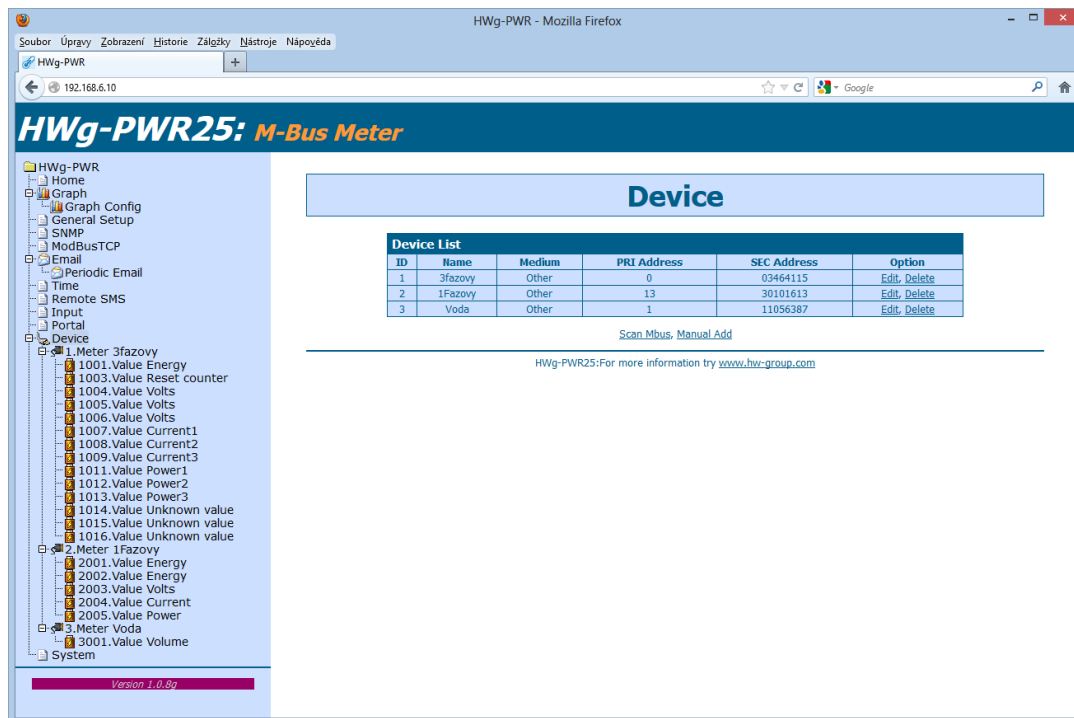 HWg-PWR - Mozilla Firefox
Soubor Úpravy Zobrazení Historie Záložky Nástroje Nápověda
HWg-PWR
192.168.6.10
Google
HWg-PWR25: M-Bus Meter
HWg-PWR
Home
Graph
Graph Config
General Setup
SNMP
ModBusTCP
Email
Periodic Email
Time
Remote SMS
Input
Portal
Device
1.Meter 3fazovy
1001.Value Energy
1003.Value Reset counter
1004.Value Volts
1005.Value Volts
1006.Value Volts
1007.Value Current1
1008.Value Current2
1009.Value Current3
1011.Value Power1
1012.Value Power2
1013.Value Power3
1014.Value Unknown value
1015.Value Unknown value
1016.Value Unknown value
2.Meter 1Fazovy
2001.Value Energy
2002.Value Energy
2003.Value Volts
2004.Value Current
2005.Value Power
3.Meter Voda
3001.Value Volume
System
Version 1.0.8g
Device
Device List
ID Name Medium PRI Address SEC Address Option
1 3fazovy Other 0 03464115 Edit, Delete
2 1Fazovy Other 13 30101613 Edit, Delete
3 Voda Other 1 11056387 Edit, Delete
Scan Mbus, Manual Add
HWg-PWR25:For more information try www.hw-group.com